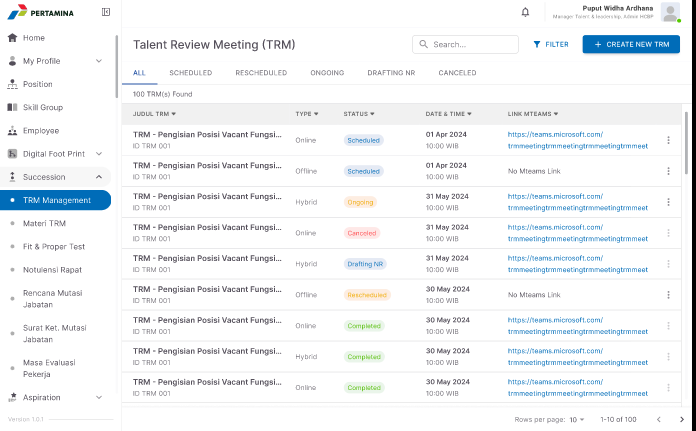 PERTAMINA
Puput Widha Ardhana
Manager Talent & leadership, Admin HCBP
Home
My Profile
Position
Skill Group
Employee
Digital Foot Print
Succession
TRM Management
Materi TRM
Fit & Proper Test
Notulensi Rapat
Rencana Mutasi
Jabatan
Surat Ket. Mutasi
Jabatan
Masa Evaluasi
Pekerja
Aspiration
Version 1.0.1
Talent Review Meeting (TRM)
Search...
FILTER
+ CREATE NEW TRM
ALL SCHEDULED RESCHEDULED ONGOING DRAFTING NR CANCELED
100 TRM(s) Found
JUDUL TRM TYPE STATUS DATE & TIME LINK MTEAMS
TRM - Pengisian Posisi Vacant Fungsi... 01 Apr 2024 https://teams.microsoft.com/
Online Scheduled
ID TRM 001 10:00 WIB trmmeetingtrmmeetingtrmmeetingtrmmeet
TRM - Pengisian Posisi Vacant Fungsi... 01 Apr 2024
Offline Scheduled No Mteams Link
ID TRM 001 10:00 WIB
TRM - Pengisian Posisi Vacant Fungsi... 31 May 2024 https://teams.microsoft.com/
Hybrid Ongoing
ID TRM 001 10:00 WIB trmmeetingtrmmeetingtrmmeetingtrmmeet
TRM - Pengisian Posisi Vacant Fungsi... 31 May 2024 https://teams.microsoft.com/
Online Canceled
ID TRM 001 10:00 WIB trmmeetingtrmmeetingtrmmeetingtrmmeet
TRM - Pengisian Posisi Vacant Fungsi... 31 May 2024 https://teams.microsoft.com/
Hybrid Drafting NR
ID TRM 001 10:00 WIB trmmeetingtrmmeetingtrmmeetingtrmmeet
TRM - Pengisian Posisi Vacant Fungsi... 30 May 2024
Offline Rescheduled No Mteams Link
ID TRM 001 10:00 WIB
TRM - Pengisian Posisi Vacant Fungsi... 30 May 2024 https://teams.microsoft.com/
Online Completed
ID TRM 001 10:00 WIB trmmeetingtrmmeetingtrmmeetingtrmmeet
TRM - Pengisian Posisi Vacant Fungsi... 30 May 2024 https://teams.microsoft.com/
Hybrid Completed
ID TRM 001 10:00 WIB trmmeetingtrmmeetingtrmmeetingtrmmeet
TRM - Pengisian Posisi Vacant Fungsi... 30 May 2024 https://teams.microsoft.com/
Online Completed
ID TRM 001 10:00 WIB trmmeetingtrmmeetingtrmmeetingtrmmeet
Rows per page: 10 1-10 of 100